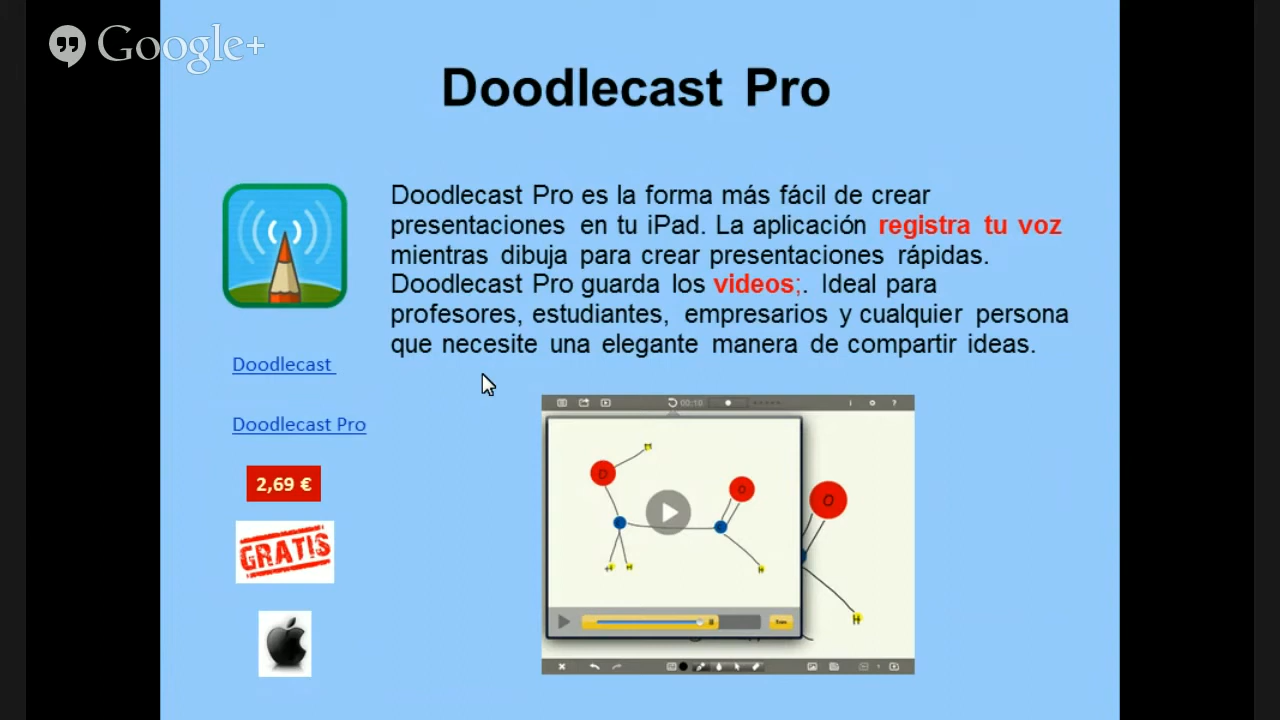 Google+
Doodlecast Pro
Doodlecast Pro es la forma más fácil de crear
presentaciones en tu iPad. La aplicación registra tu voz
mientras dibuja para crear presentaciones rápidas.
Doodlecast Pro guarda los videos;. Ideal para
profesores, estudiantes, empresarios y cualquier persona
que necesite una elegante manera de compartir ideas.
Doodlecast
Doodlecast Pro
2,69 €
GRATIS
00:10
H
O
O
H
H
H
O
H